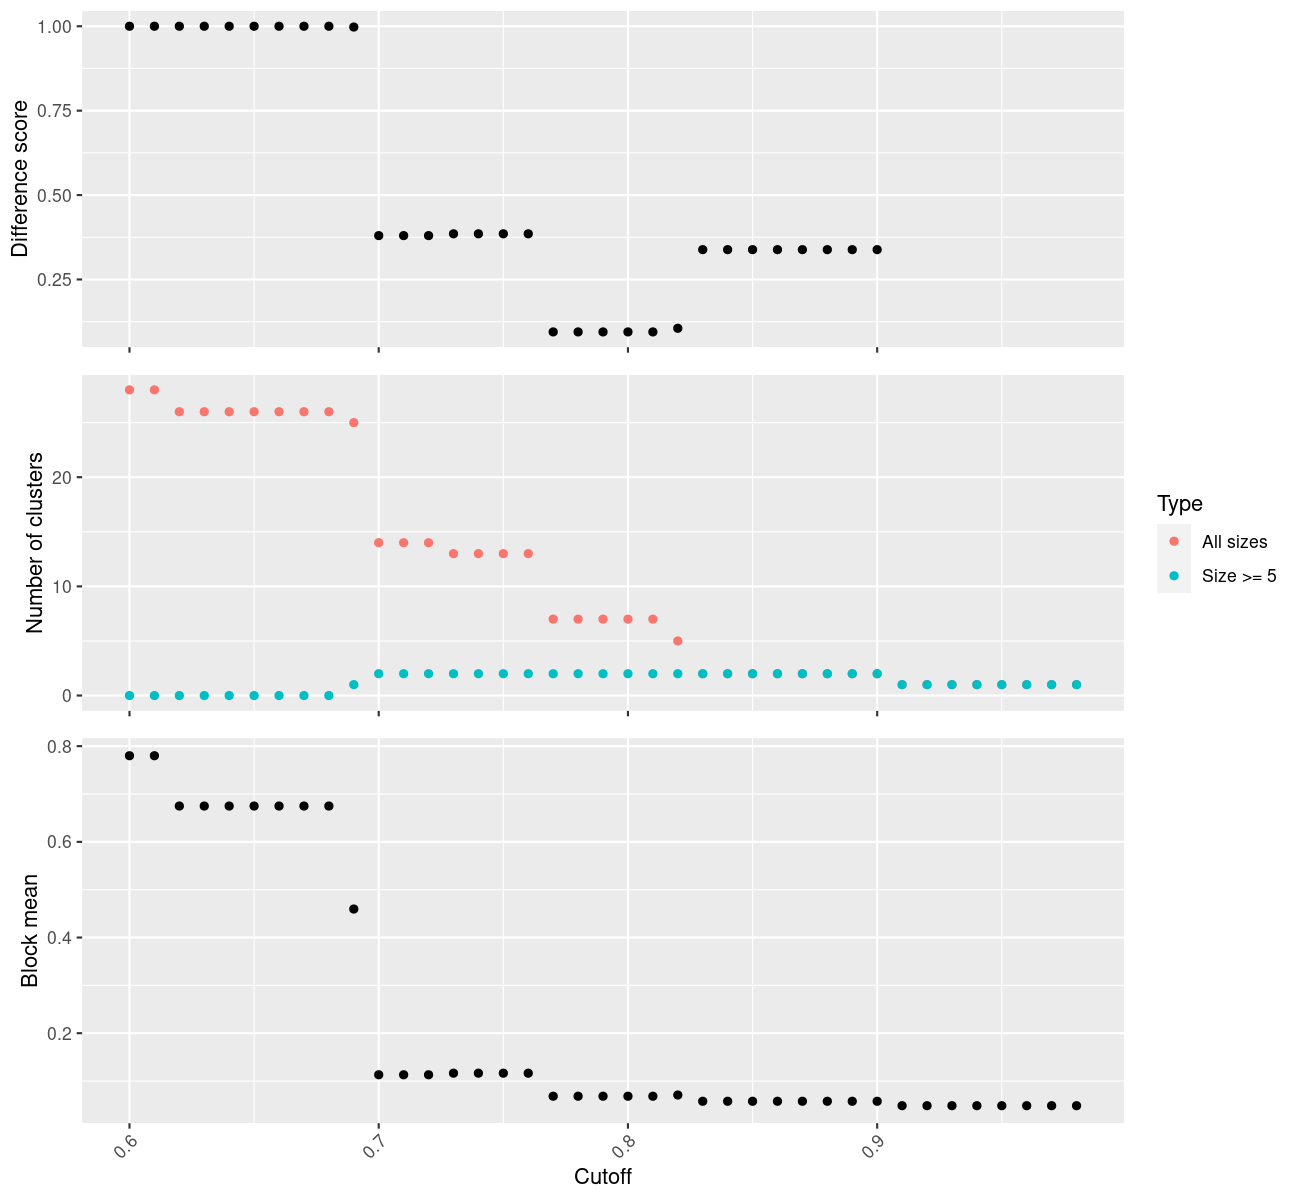 Difference score
1.00
0.75
0.50
0.25
Number of clusters
20
10
0
Type
All sizes
Size >= 5
Block mean
0.8
0.6
0.4
0.2
0.6
0.7
0.8
0.9
Cutoff